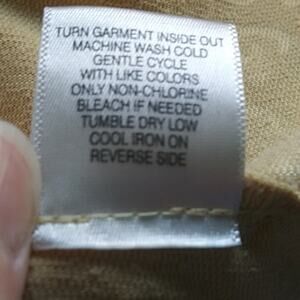 TURN GARMENT INSIDE OUT
MACHINE WASH COLD
GENTLE CYCLE
WITH LIKE COLORS
ONLY NON-CHLORINE
BLEACH IF NEEDED
TUMBLE DRY LOW
COOL IRON ON
REVERSE SIDE